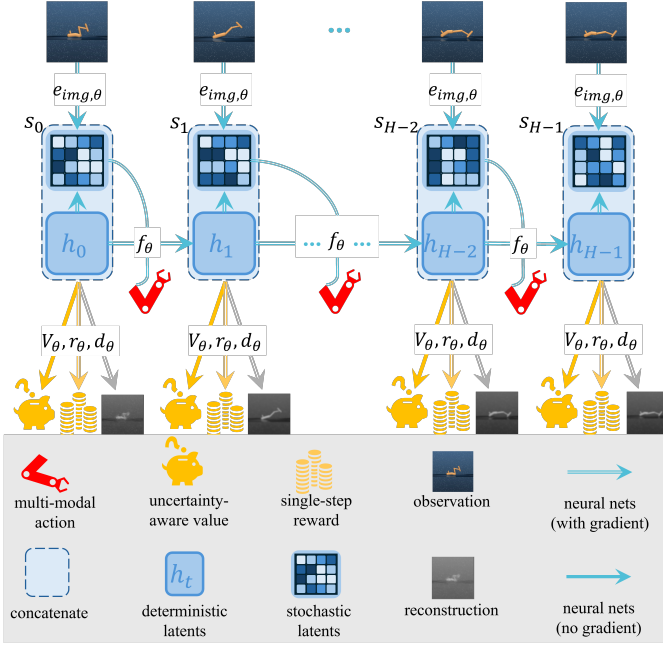 ...
e_{img,θ} e_{img,θ} e_{img,θ} e_{img,θ}
s_0 s_1 s_{H-2} s_{H-1}
h_0 f_θ h_1 ... f_θ ... h_{H-2} f_θ h_{H-1}
V_θ, r_θ, d_θ V_θ, r_θ, d_θ V_θ, r_θ, d_θ V_θ, r_θ, d_θ
? ? ? ? ? ? ? ?
? ?
multi-modal
action
uncertainty-
aware value
single-step
reward
observation
neural nets
(with gradient)
concatenate
h_t
deterministic
latents
stochastic
latents
reconstruction
neural nets
(no gradient)